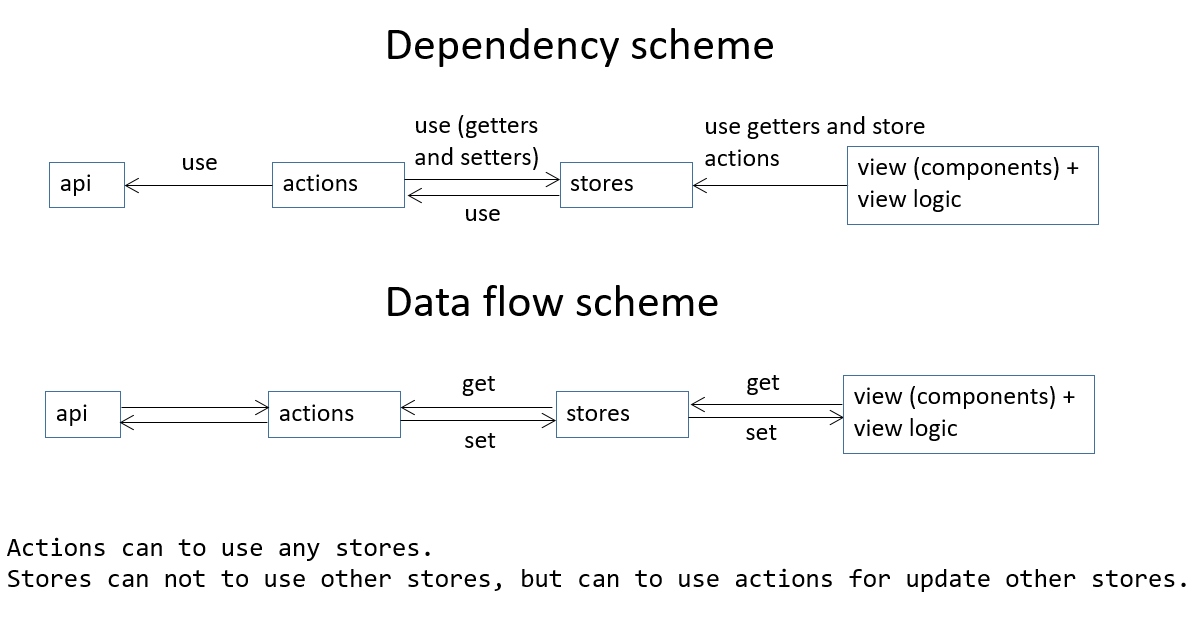 Dependency scheme
use (getters
and setters)
use getters and store
actions
use
api
actions
stores
view (components) +
view logic
use
Data flow scheme
get
get
api
actions
stores
view (components) +
view logic
set
set
Actions can to use any stores.
Stores can not to use other stores, but can to use actions for update other stores.